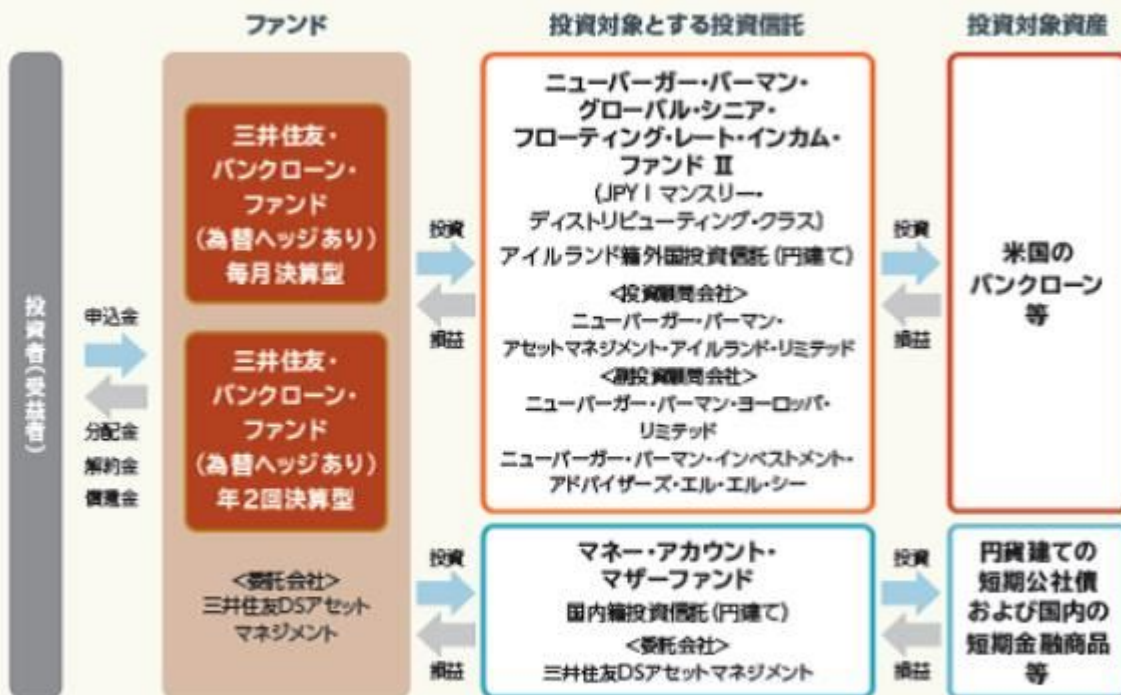 ファンド
投資対象とする投資信託
投資対象資産
投資者(受益者)
申込金
分配金
解約金
償還金
三井住友・
バンクローン・
ファンド
(為替ヘッジあり)
毎月決算型
三井住友・
バンクローン・
ファンド
(為替ヘッジあり)
年2回決算型
<委託会社>
三井住友DSアセット
マネジメント
投資
損益
ニューバーガー・バーマン・
グローバル・シニア・
フローティング・レート・インカム・
ファンド Ⅱ
(JPY I マンスリー・
ディストリビューティング・クラス)
アイルランド籍外国投資信託(円建て)
<投資顧問会社>
ニューバーガー・バーマン・
アセットマネジメント・アイルランド・リミテッド
<副投資顧問会社>
ニューバーガー・バーマン・ヨーロッパ・
リミテッド
ニューバーガー・バーマン・インベストメント・
アドバイザーズ・エル・エル・シー
投資
損益
米国の
バンクローン
等
投資
損益
マネー・アカウント・
マザーファンド
国内籍投資信託(円建て)
<委託会社>
三井住友DSアセットマネジメント
投資
損益
円貨建ての
短期公社債
および国内の
短期金融商品
等